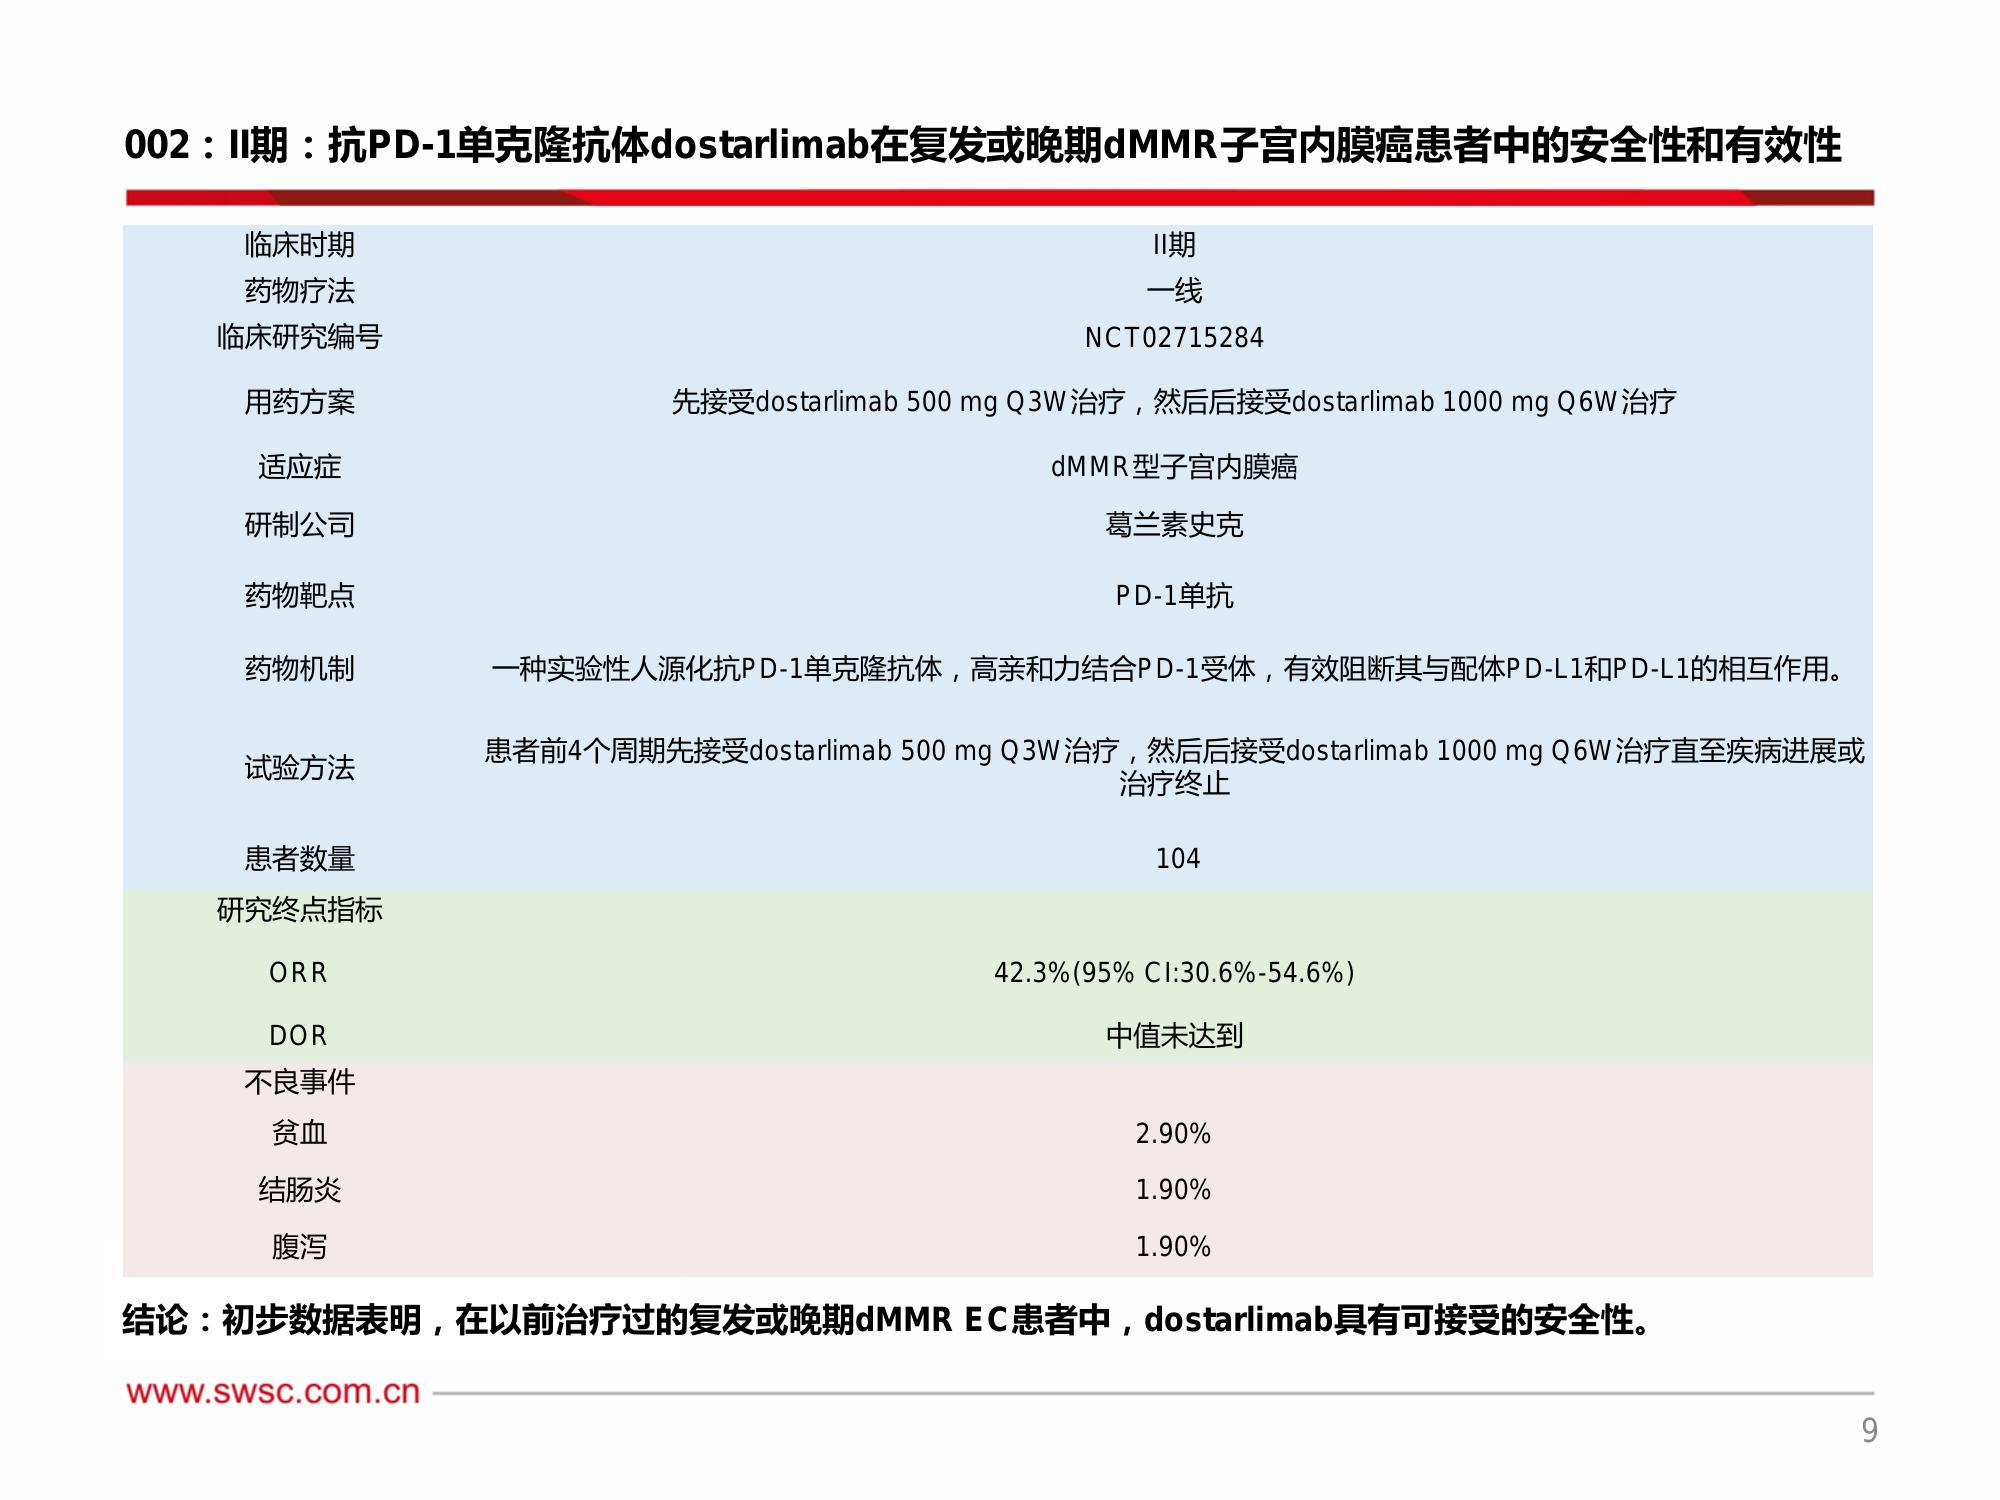 002：II期：抗PD-1单克隆抗体dostarlimab在复发或晚期dMMR子宫内膜癌患者中的安全性和有效性
临床时期 II期
药物疗法 一线
临床研究编号 NCT02715284
用药方案 先接受dostarlimab 500 mg Q3W治疗，然后后接受dostarlimab 1000 mg Q6W治疗
适应症 dMMR型子宫内膜癌
研制公司 葛兰素史克
药物靶点 PD-1单抗
药物机制 一种实验性人源化抗PD-1单克隆抗体，高亲和力结合PD-1受体，有效阻断其与配体PD-L1和PD-L1的相互作用。
试验方法 患者前4个周期先接受dostarlimab 500 mg Q3W治疗，然后后接受dostarlimab 1000 mg Q6W治疗直至疾病进展或
治疗终止
患者数量 104
研究终点指标
ORR 42.3%(95% CI:30.6%-54.6%)
DOR 中值未达到
不良事件
贫血 2.90%
结肠炎 1.90%
腹泻 1.90%
结论：初步数据表明，在以前治疗过的复发或晚期dMMR EC患者中，dostarlimab具有可接受的安全性。
www.swsc.com.cn
9